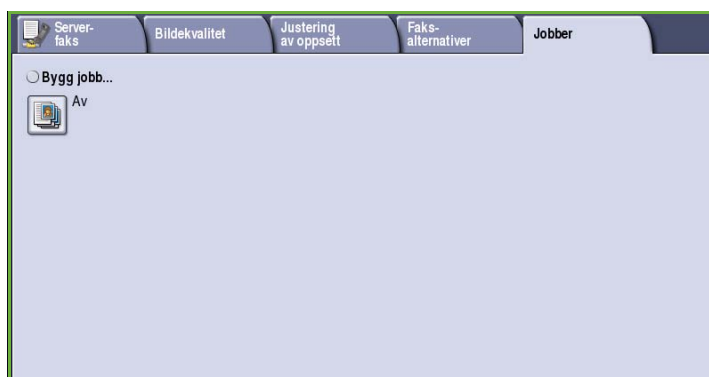 Server-
faks
Bildekvalitet
Justering
av oppsett
Faks-
alternativer
Jobber
Bygg jobb...
Av